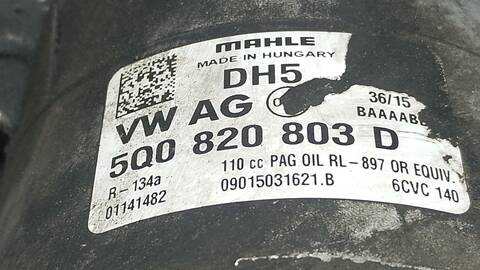 MAHLE
MADE IN HUNGARY
DH5
VW AG
36/15
BAAAABE
5Q0 820 803 D
R-134a
110 cc PAG OIL RL-897 OR EQUIV.
01141482
09015031621.B
6CVC 140